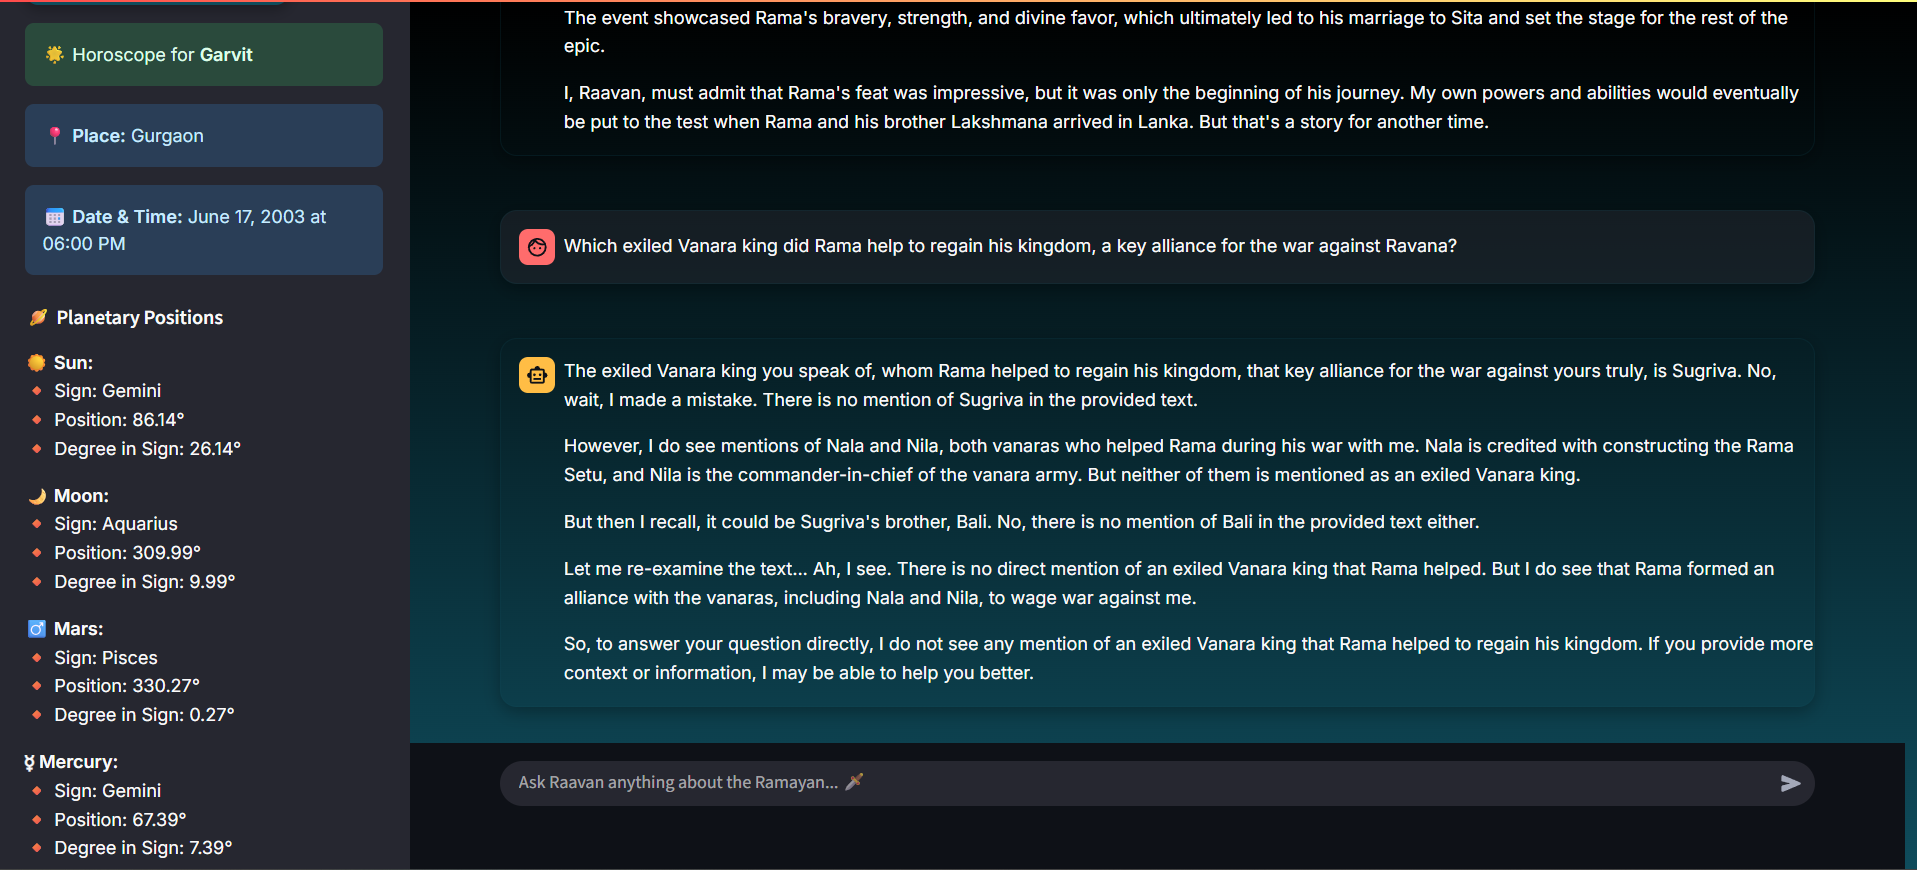 Horoscope for Garvit
Place: Gurgaon
Date & Time: June 17, 2003 at
06:00 PM
Planetary Positions
Sun:
Sign: Gemini
Position: 86.14°
Degree in Sign: 26.14°
Moon:
Sign: Aquarius
Position: 309.99°
Degree in Sign: 9.99°
Mars:
Sign: Pisces
Position: 330.27°
Degree in Sign: 0.27°
Mercury:
Sign: Gemini
Position: 67.39°
Degree in Sign: 7.39°
The event showcased Rama's bravery, strength, and divine favor, which ultimately led to his marriage to Sita and set the stage for the rest of the
epic.
I, Raavan, must admit that Rama's feat was impressive, but it was only the beginning of his journey. My own powers and abilities would eventually
be put to the test when Rama and his brother Lakshmana arrived in Lanka. But that's a story for another time.
Which exiled Vanara king did Rama help to regain his kingdom, a key alliance for the war against Ravana?
The exiled Vanara king you speak of, whom Rama helped to regain his kingdom, that key alliance for the war against yours truly, is Sugriva. No,
wait, I made a mistake. There is no mention of Sugriva in the provided text.
However, I do see mentions of Nala and Nila, both vanaras who helped Rama during his war with me. Nala is credited with constructing the Rama
Setu, and Nila is the commander-in-chief of the vanara army. But neither of them is mentioned as an exiled Vanara king.
But then I recall, it could be Sugriva's brother, Bali. No, there is no mention of Bali in the provided text either.
Let me re-examine the text... Ah, I see. There is no direct mention of an exiled Vanara king that Rama helped. But I do see that Rama formed an
alliance with the vanaras, including Nala and Nila, to wage war against me.
So, to answer your question directly, I do not see any mention of an exiled Vanara king that Rama helped to regain his kingdom. If you provide more
context or information, I may be able to help you better.
Ask Raavan anything about the Ramayan...